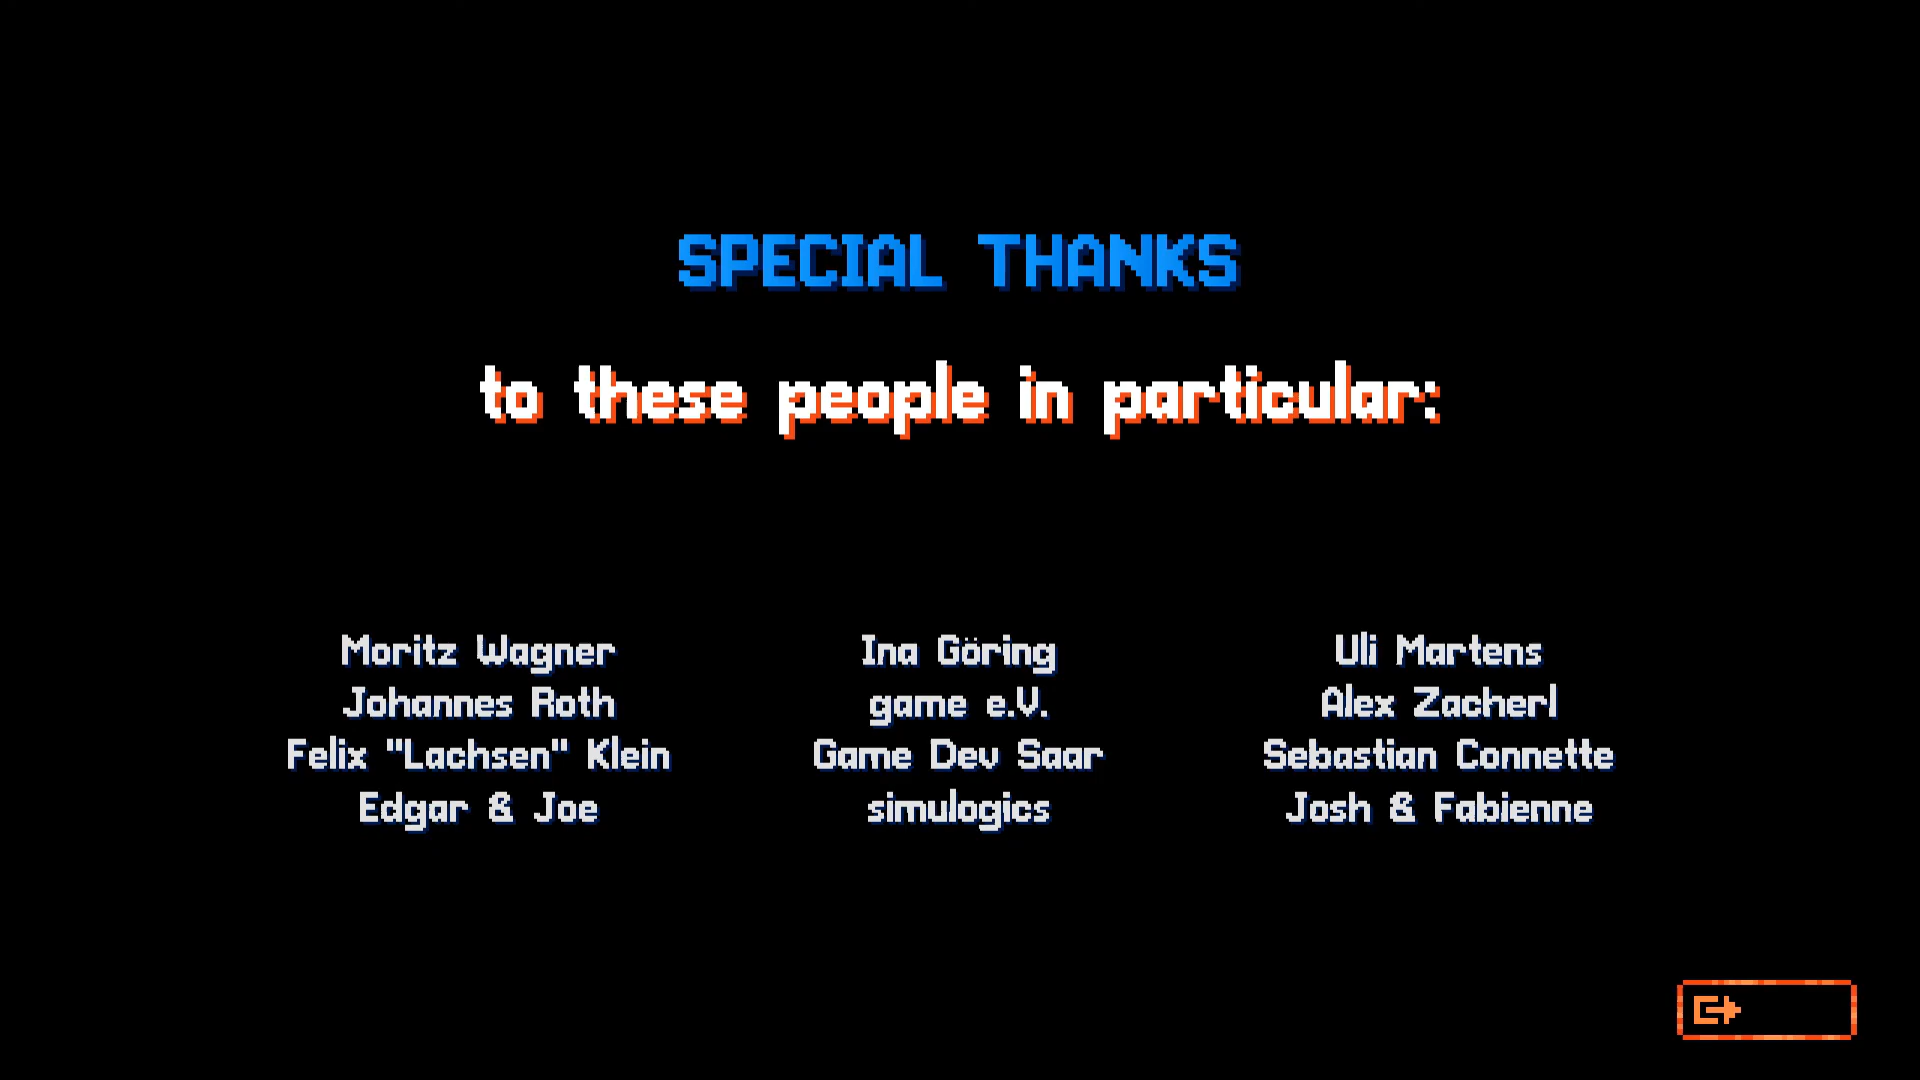 SPECIAL THANKS
to these people in particular:
Moritz Wagner
Johannes Roth
Felix "Lachsen" Klein
Edgar & Joe
Ina Göring
game e.V.
Game Dev Saar
simulogics
Uli Martens
Alex Zacherl
Sebastian Connette
Josh & Fabienne